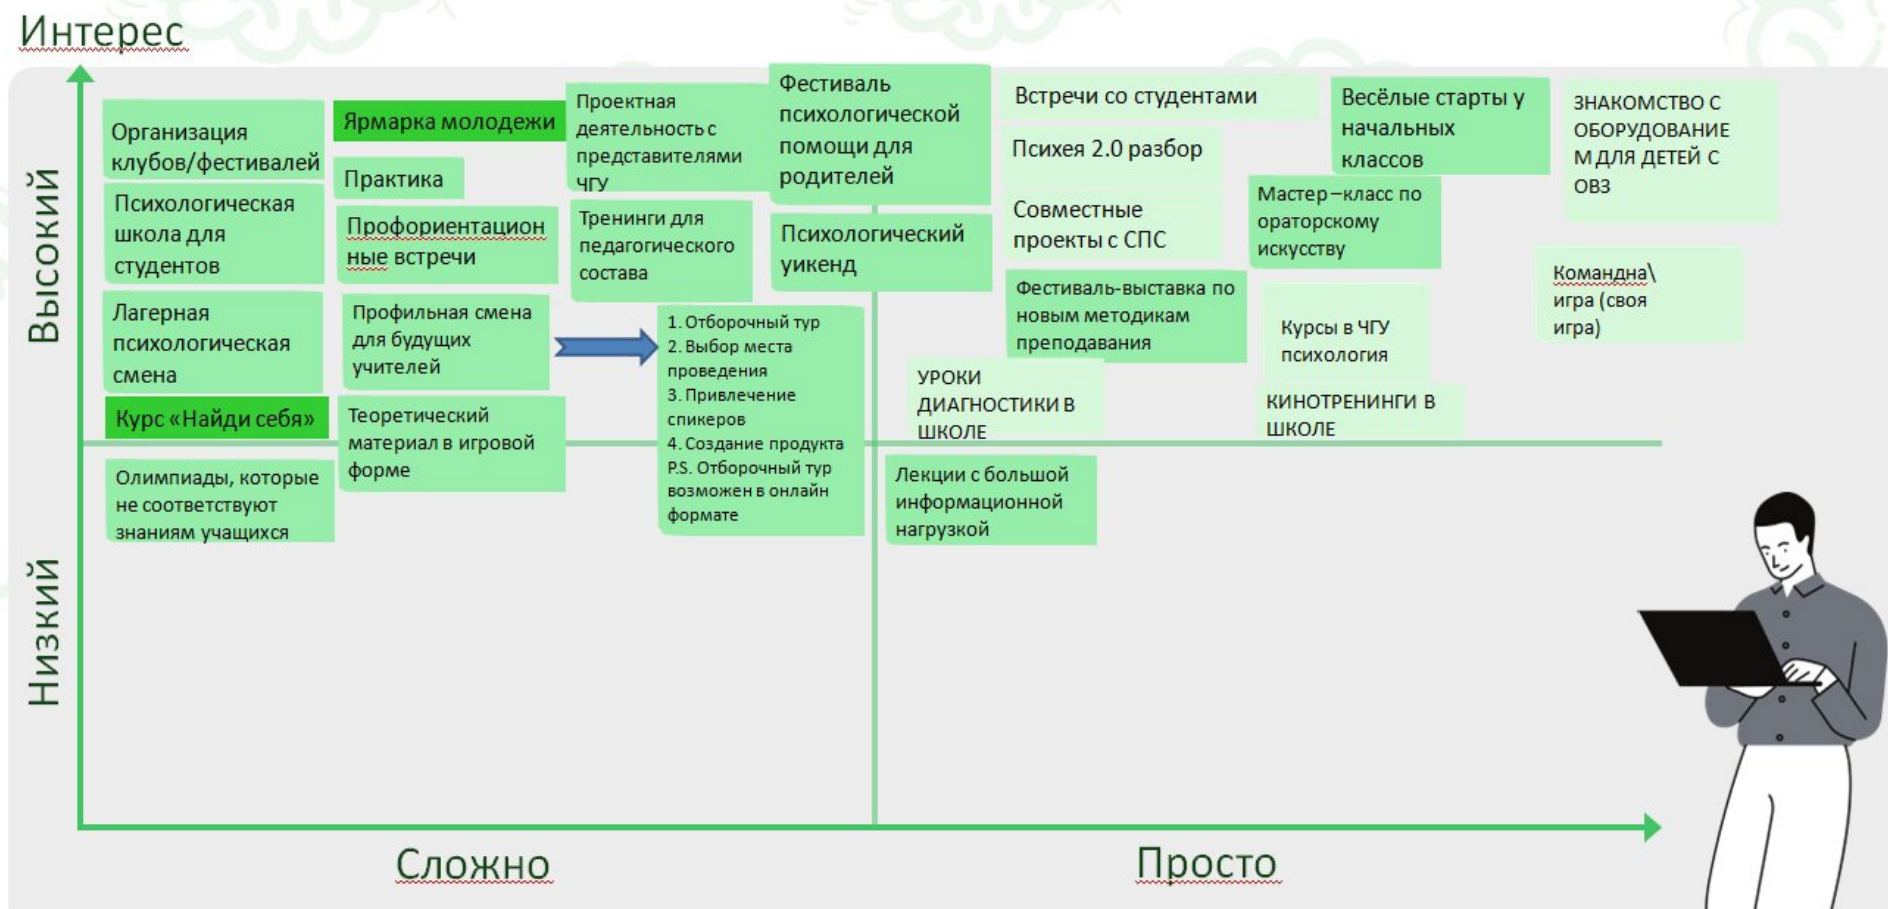 Интерес
Высокий
Низкий
Организация
клубов/фестивалей
Психологическая
школа для
студентов
Лагерная
психологическая
смена
Курс «Найди себя»
Олимпиады, которые
не соответствуют
знаниям учащихся
Ярмарка молодежи
Практика
Профориентацион
ные встречи
Профильная смена
для будущих
учителей
Теоретический
материал в игровой
форме
Проектная
деятельность с
представителями
ЧГУ
Тренинги для
педагогического
состава
1. Отборочный тур
2. Выбор места
проведения
3. Привлечение
спикеров
4. Создание продукта
P.S. Отборочный тур
возможен в онлайн
формате
Фестиваль
психологической
помощи для
родителей
Психологический
уикенд
Встречи со студентами
Психея 2.0 разбор
Совместные
проекты с СПС
Фестиваль-выставка по
новым методикам
преподавания
УРОКИ
ДИАГНОСТИКИ В
ШКОЛЕ
Лекции с большой
информационной
нагрузкой
Весёлые старты у
начальных
классов
Мастер–класс по
ораторскому
искусству
Курсы в ЧГУ
психология
КИНОТРЕНИНГИ В
ШКОЛЕ
ЗНАКОМСТВО С
ОБОРУДОВАНИЕ
М ДЛЯ ДЕТЕЙ С
ОВЗ
Командна\
игра (своя
игра)
Сложно
Просто